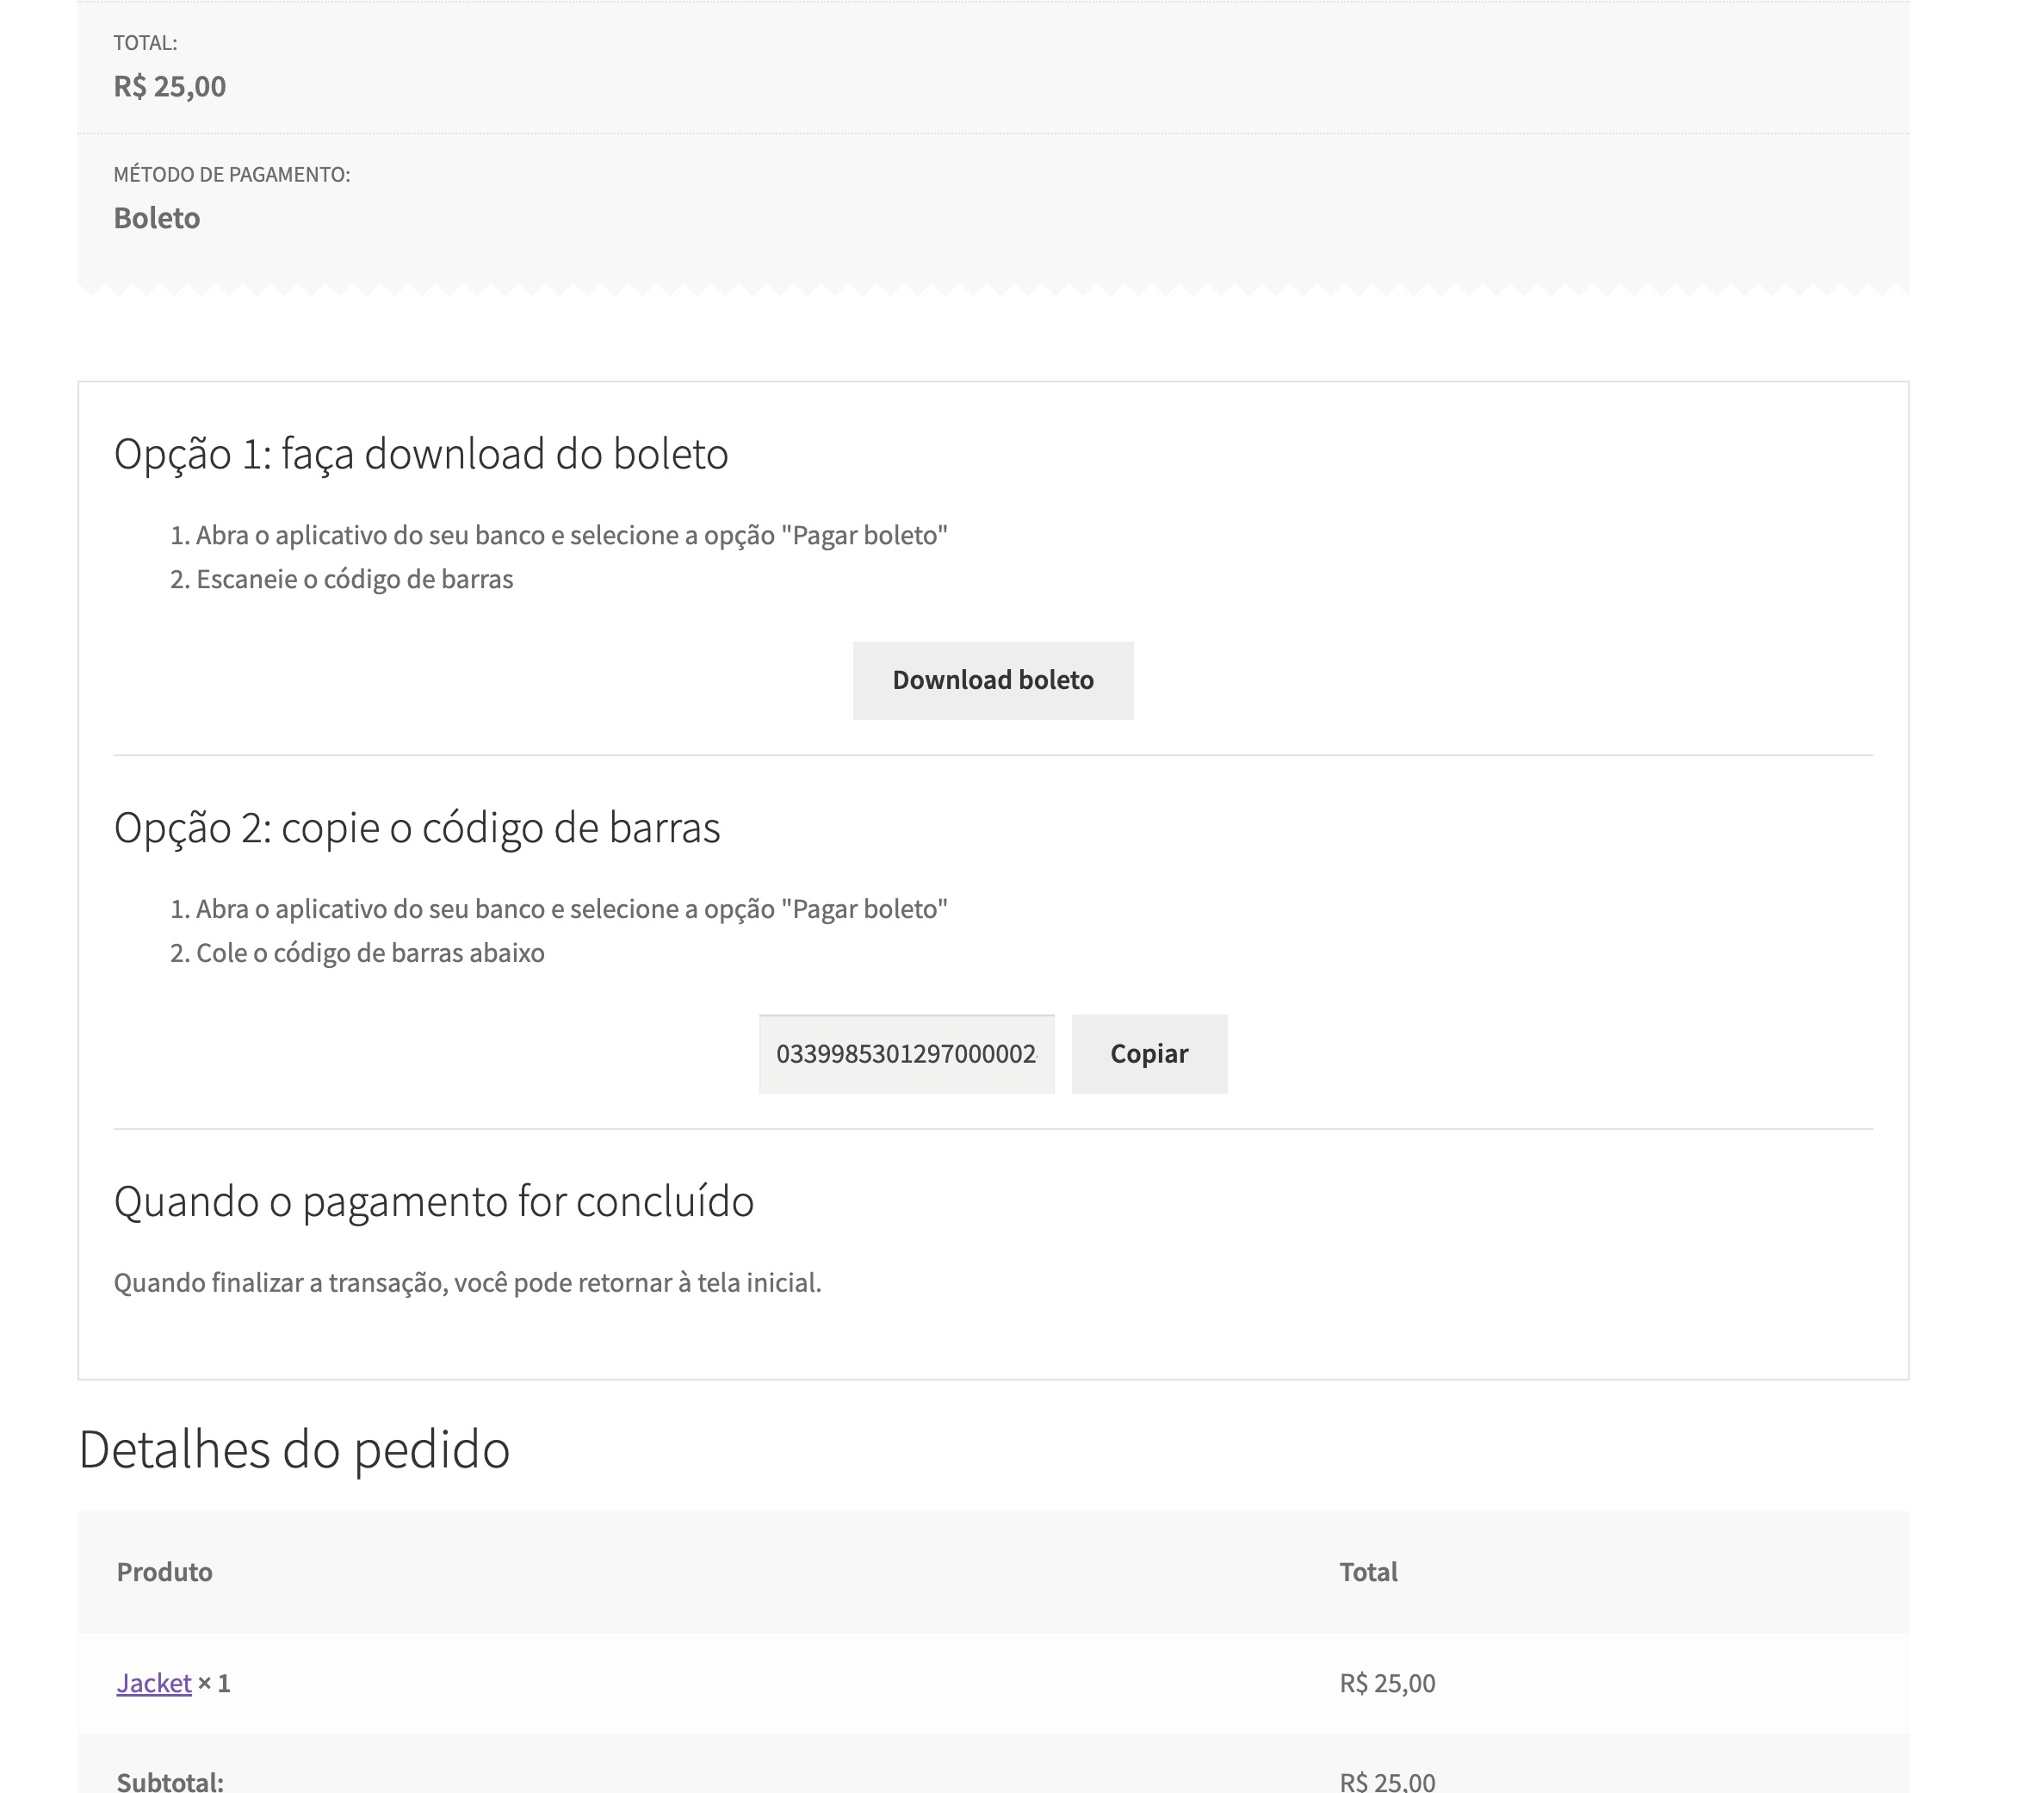 TOTAL:
R$ 25,00
MÉTODO DE PAGAMENTO:
Boleto
Opção 1: faça download do boleto
1. Abra o aplicativo do seu banco e selecione a opção "Pagar boleto"
2. Escaneie o código de barras
Download boleto
Opção 2: copie o código de barras
1. Abra o aplicativo do seu banco e selecione a opção "Pagar boleto"
2. Cole o código de barras abaixo
03399853012970000002
Copiar
Quando o pagamento for concluído
Quando finalizar a transação, você pode retornar à tela inicial.
Detalhes do pedido
Produto
Total
Jacket × 1
R$ 25,00
Subtotal:
R$ 25,00